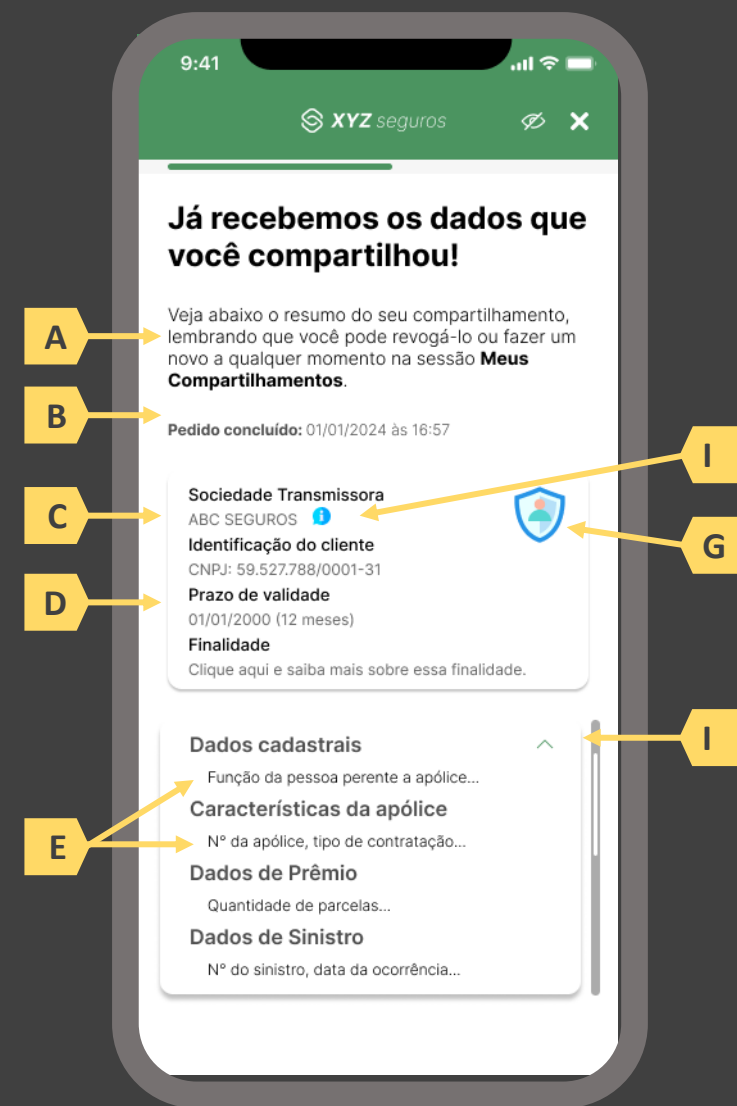 9:41
XYZ seguros
Já recebemos os dados que
você compartilhou!
A
Veja abaixo o resumo do seu compartilhamento,
lembrando que você pode revogá-lo ou fazer um
novo a qualquer momento na sessão Meus
Compartilhamentos.
B
Pedido concluído: 01/01/2024 às 16:57
I
C
Sociedade Transmissora
ABC SEGUROS
G
Identificação do cliente
CNPJ: 59.527.788/0001-31
D
Prazo de validade
01/01/2000 (12 meses)
Finalidade
Clique aqui e saiba mais sobre essa finalidade.
I
Dados cadastrais
Função da pessoa perente a apólice...
Características da apólice
E
N° da apólice, tipo de contratação...
Dados de Prêmio
Quantidade de parcelas...
Dados de Sinistro
N° do sinistro, data da ocorrência...